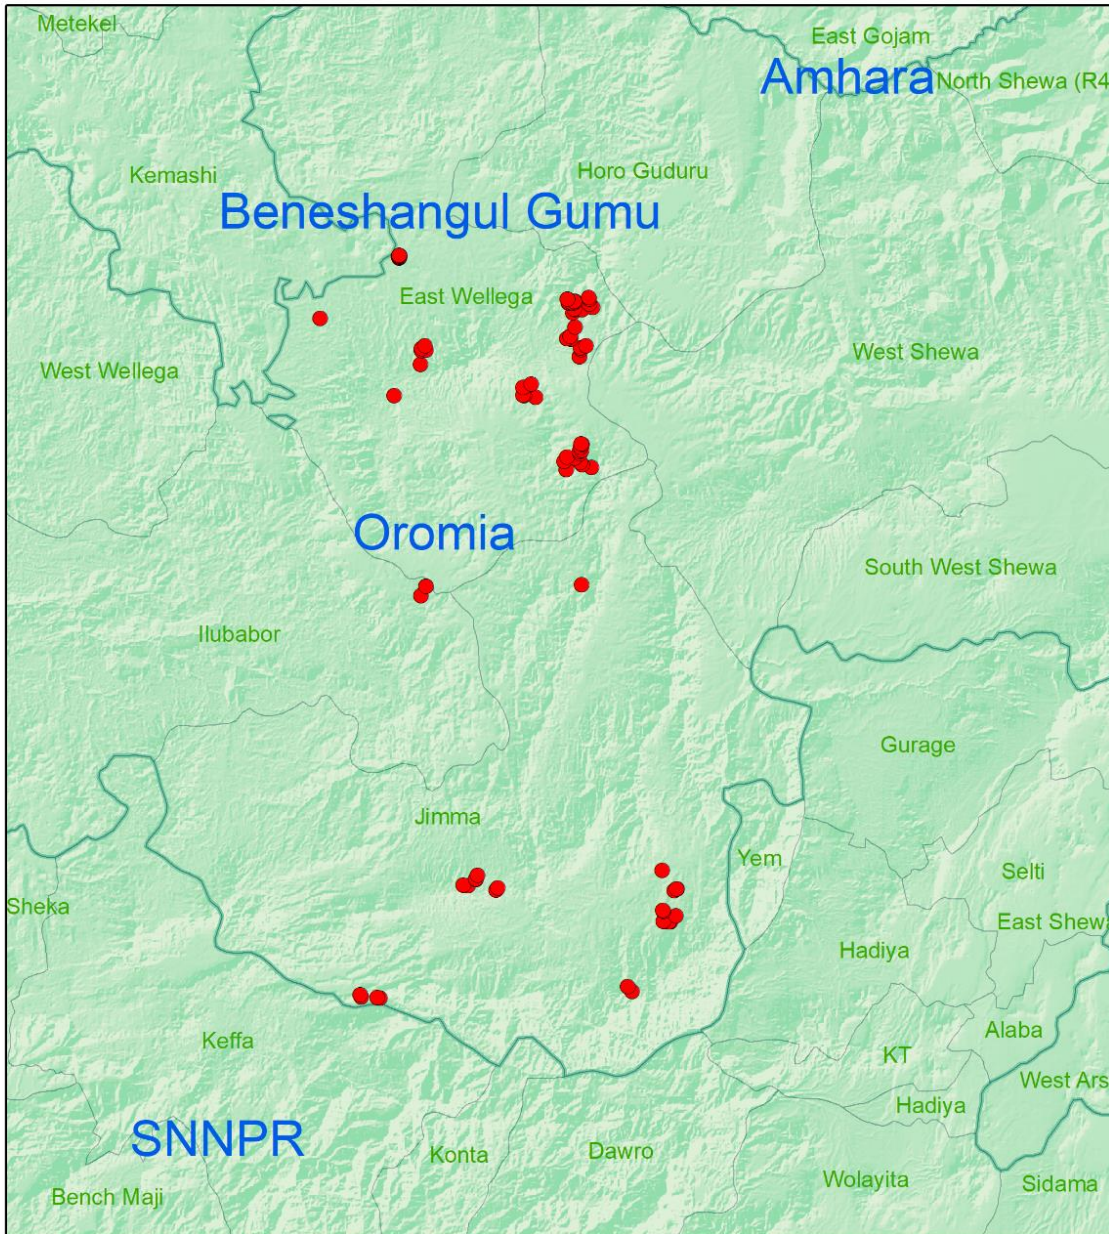 Metekel
East Gojam
Amhara
North Shewa (R4
Kemashi
Horo Guduru
Beneshangul Gumu
East Wellega
West Wellega
West Shewa
Oromia
South West Shewa
Ilubabor
Gurage
Jimma
Yem
Selti
Sheka
East Shewa
Hadiya
Keffa
Alaba
KT
West Ars
Hadiya
SNNPR
Konta
Dawro
Bench Maji
Wolayita
Sidama